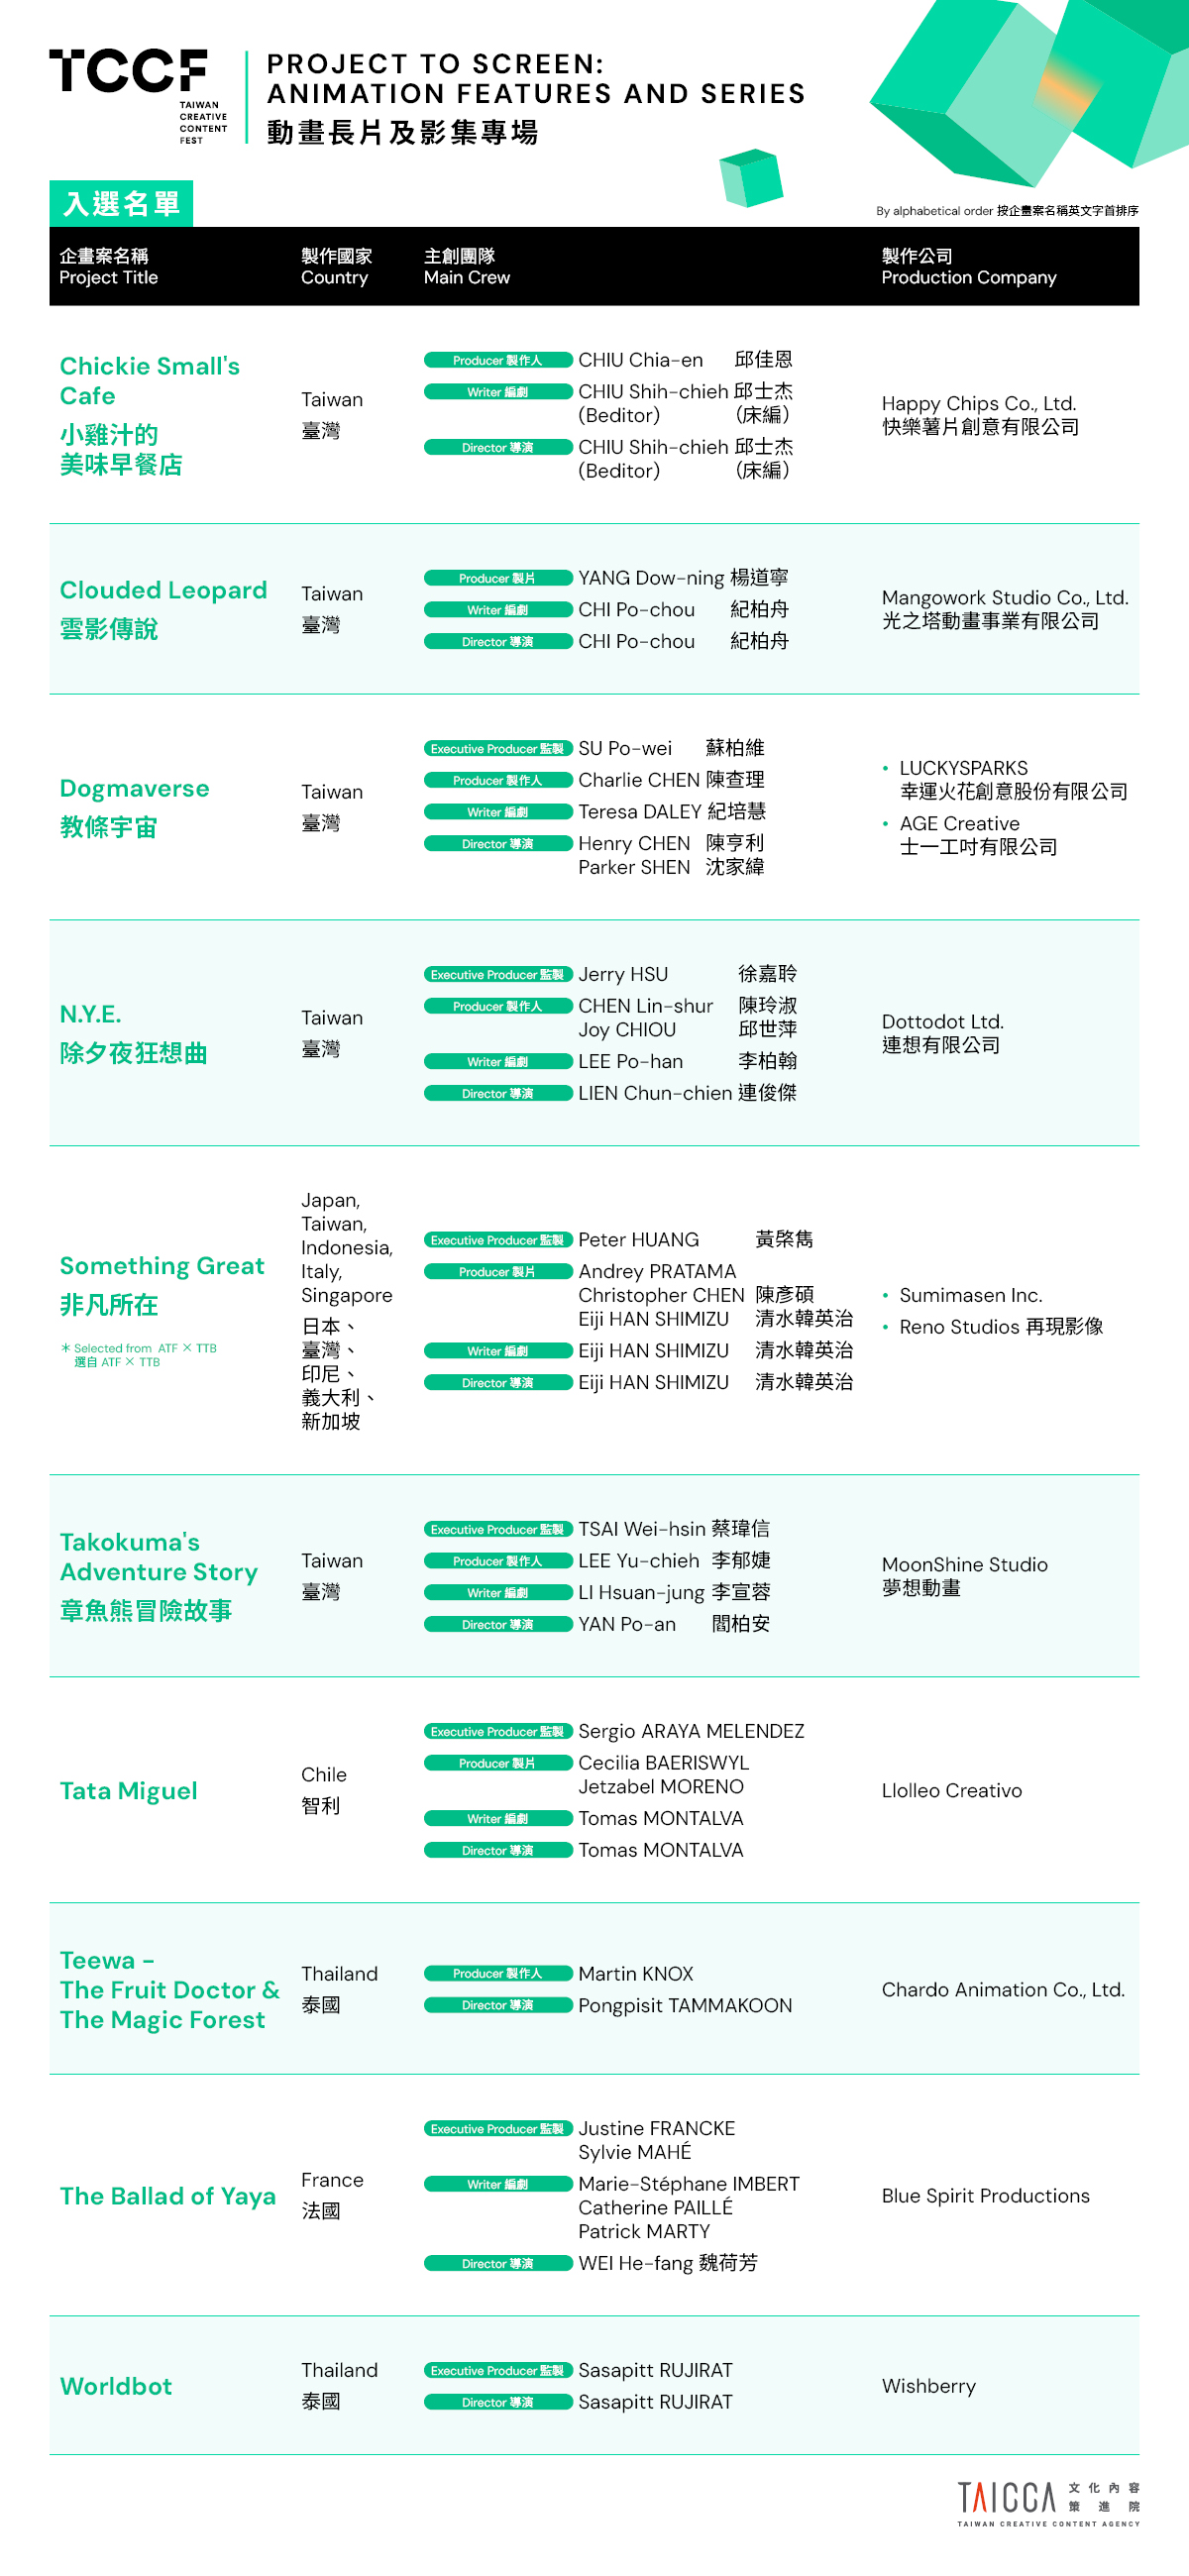 TCCF
TAIWAN
CREATIVE
CONTENT
FEST
PROJECT TO SCREEN:
ANIMATION FEATURES AND SERIES
動畫長片及影集專場
入選名單
By alphabetical order 按企畫案名稱英文字首排序
企畫案名稱
Project Title
製作國家
Country
主創團隊
Main Crew
製作公司
Production Company
Chickie Small's
Cafe
小雞汁的
美味早餐店
Taiwan
臺灣
Producer 製作人 CHIU Chia-en 邱佳恩
Writer 編劇 CHIU Shih-chieh 邱士杰
(Beditor) (床編)
Director 導演 CHIU Shih-chieh 邱士杰
(Beditor) (床編)
Happy Chips Co., Ltd.
快樂薯片創意有限公司
Clouded Leopard
雲影傳說
Taiwan
臺灣
Producer 製片 YANG Dow-ning 楊道寧
Writer 編劇 CHI Po-chou 紀柏舟
Director 導演 CHI Po-chou 紀柏舟
Mangowork Studio Co., Ltd.
光之塔動畫事業有限公司
Dogmaverse
教條宇宙
Taiwan
臺灣
Executive Producer 監製 SU Po-wei 蘇柏維
Producer 製作人 Charlie CHEN 陳查理
Writer 編劇 Teresa DALEY 紀培慧
Director 導演 Henry CHEN 陳亨利
Parker SHEN 沈家緯
• LUCKYSPARKS
幸運火花創意股份有限公司
• AGE Creative
士一工吋有限公司
N.Y.E.
除夕夜狂想曲
Taiwan
臺灣
Executive Producer 監製 Jerry HSU 徐嘉聆
Producer 製作人 CHEN Lin-shur 陳玲淑
Joy CHIOU 邱世萍
Writer 編劇 LEE Po-han 李柏翰
Director 導演 LIEN Chun-chien 連俊傑
Dottodot Ltd.
連想有限公司
Something Great
非凡所在
＊Selected from ATF × TTB
選自 ATF × TTB
Japan,
Taiwan,
Indonesia,
Italy,
Singapore
日本、
臺灣、
印尼、
義大利、
新加坡
Executive Producer 監製 Peter HUANG 黃棨雋
Producer 製片 Andrey PRATAMA
Christopher CHEN 陳彥碩
Eiji HAN SHIMIZU 清水韓英治
Writer 編劇 Eiji HAN SHIMIZU 清水韓英治
Director 導演 Eiji HAN SHIMIZU 清水韓英治
• Sumimasen Inc.
• Reno Studios 再現影像
Takokuma's
Adventure Story
章魚熊冒險故事
Taiwan
臺灣
Executive Producer 監製 TSAI Wei-hsin 蔡瑋信
Producer 製作人 LEE Yu-chieh 李郁婕
Writer 編劇 LI Hsuan-jung 李宣蓉
Director 導演 YAN Po-an 閻柏安
MoonShine Studio
夢想動畫
Tata Miguel
Chile
智利
Executive Producer 監製 Sergio ARAYA MELENDEZ
Producer 製片 Cecilia BAERISWYL
Jetzabel MORENO
Writer 編劇 Tomas MONTALVA
Director 導演 Tomas MONTALVA
Llolleo Creativo
Teewa -
The Fruit Doctor &
The Magic Forest
Thailand
泰國
Producer 製作人 Martin KNOX
Director 導演 Pongpisit TAMMAKOON
Chardo Animation Co., Ltd.
The Ballad of Yaya
France
法國
Executive Producer 監製 Justine FRANCKE
Sylvie MAHÉ
Writer 編劇 Marie-Stéphane IMBERT
Catherine PAILLÉ
Patrick MARTY
Director 導演 WEI He-fang 魏荷芳
Blue Spirit Productions
Worldbot
Thailand
泰國
Executive Producer 監製 Sasapitt RUJIRAT
Director 導演 Sasapitt RUJIRAT
Wishberry
TAICCA 文化內容
策進院
TAIWAN CREATIVE CONTENT AGENCY